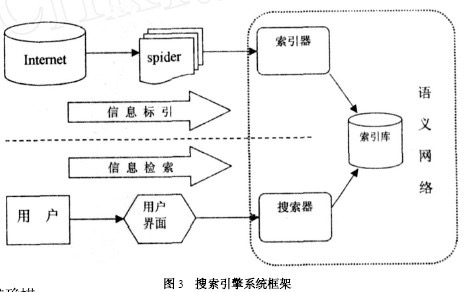 Internet
spider
索引器
信息标引
语义网络
索引库
信息检索
用 户
用户
界面
搜索器
图 3 搜索引擎系统框架